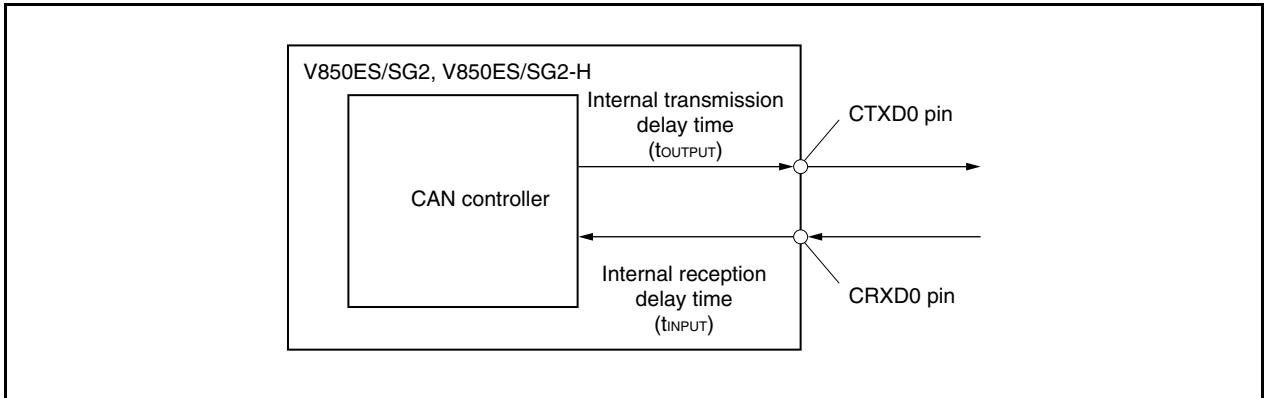 V850ES/SG2, V850ES/SG2-H
Internal transmission
delay time
(tOUTPUT)
CTXD0 pin
CAN controller
Internal reception
delay time
(tINPUT)
CRXD0 pin